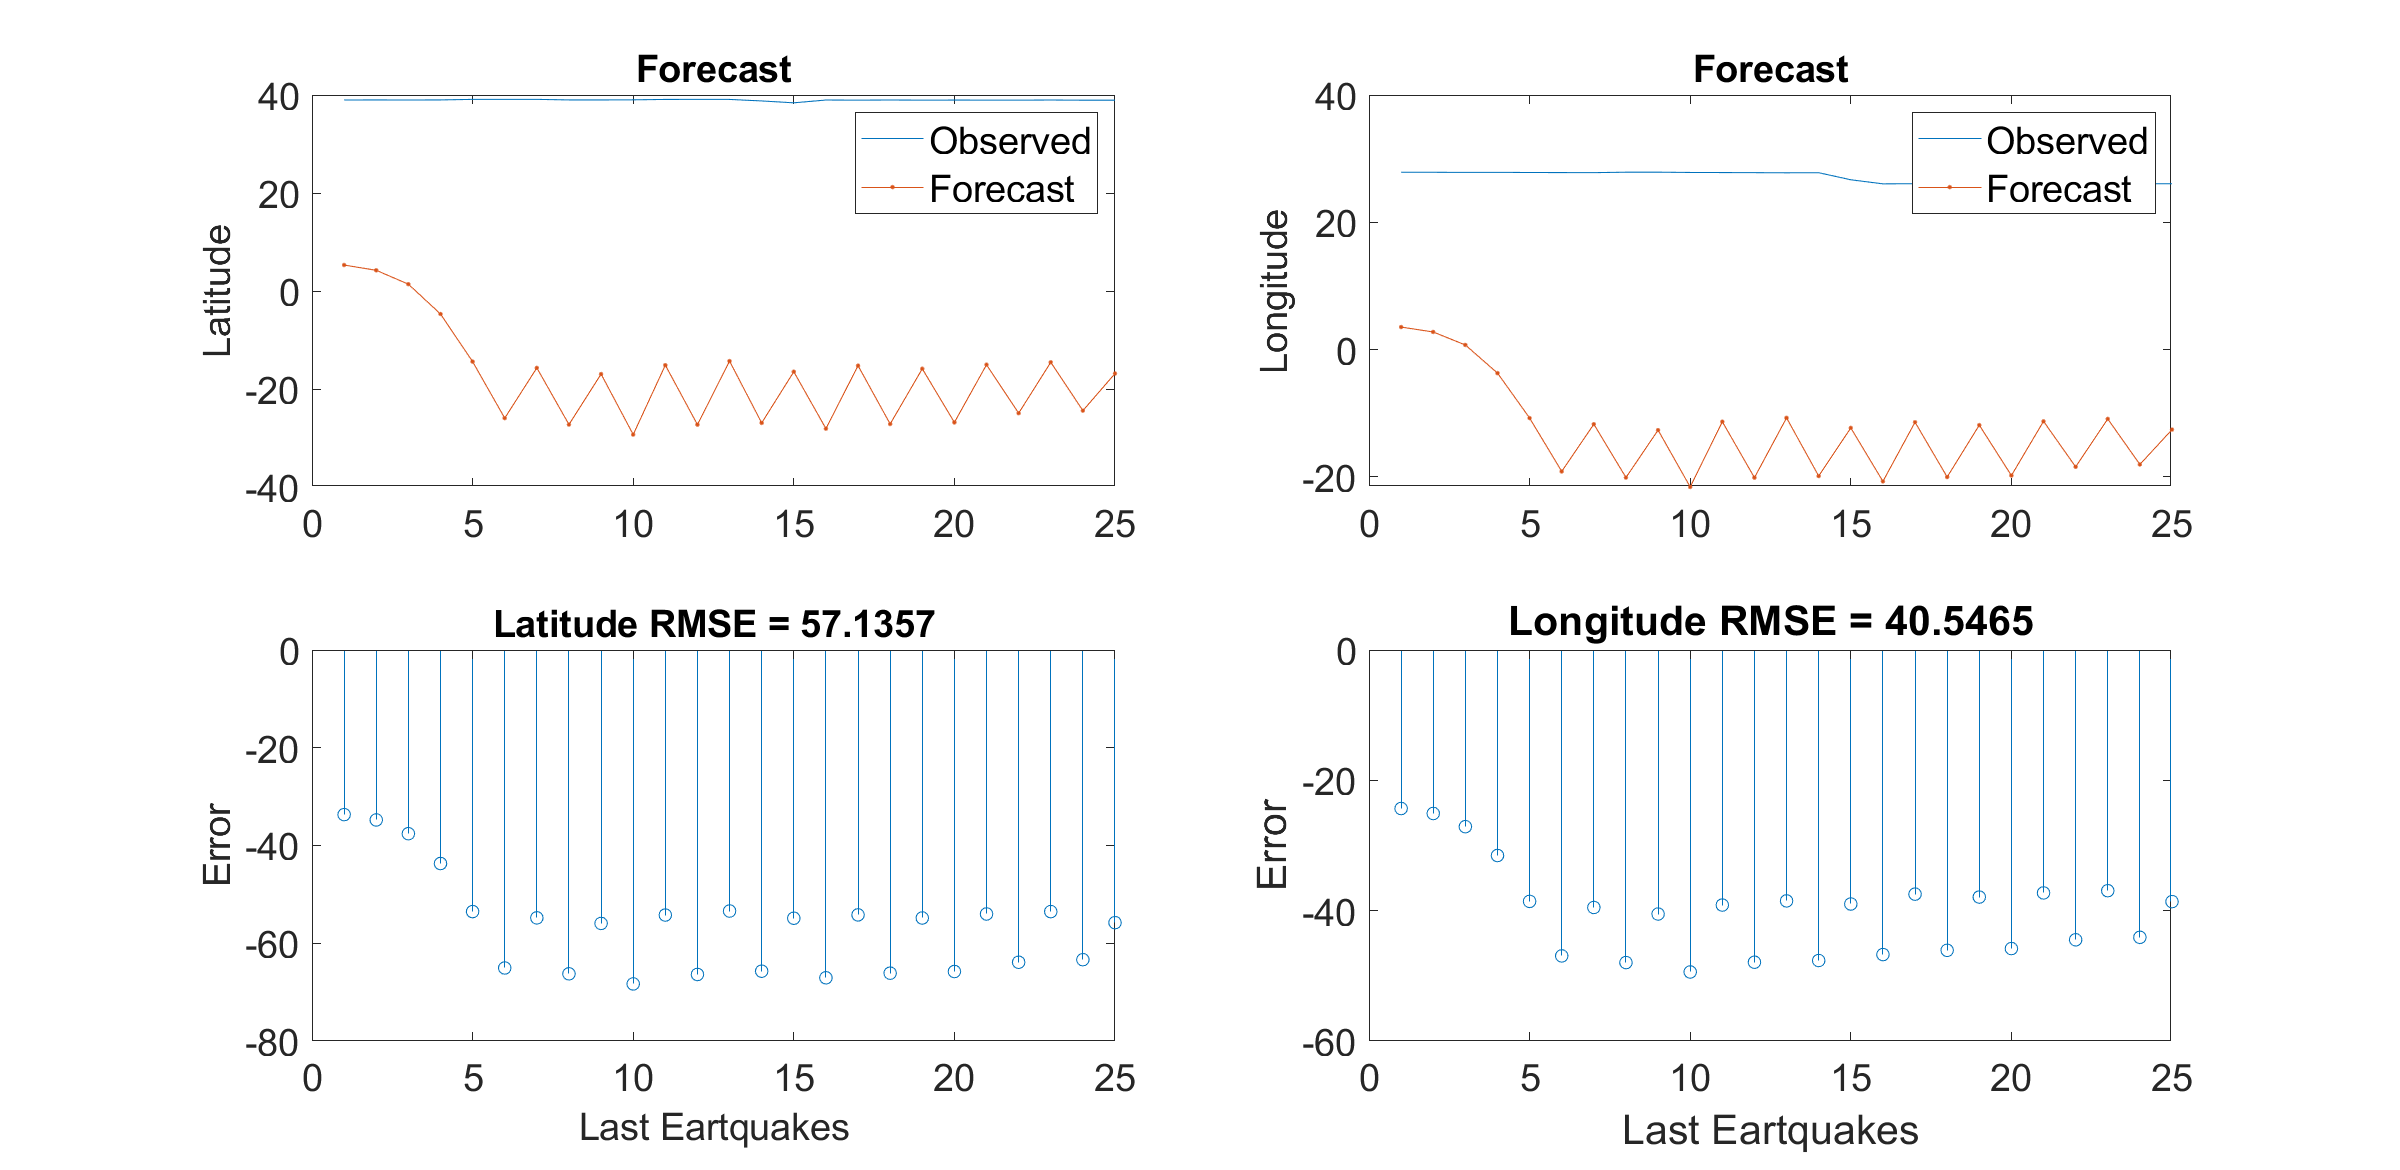 Forecast
40
20
0
-20
-40
Latitude
Observed
Forecast
0 5 10 15 20 25
Forecast
40
20
0
-20
Longitude
Observed
Forecast
0 5 10 15 20 25
Latitude RMSE = 57.1357
0
-20
-40
-60
-80
Error
0 5 10 15 20 25
Last Eartquakes
Longitude RMSE = 40.5465
0
-20
-40
-60
Error
0 5 10 15 20 25
Last Eartquakes